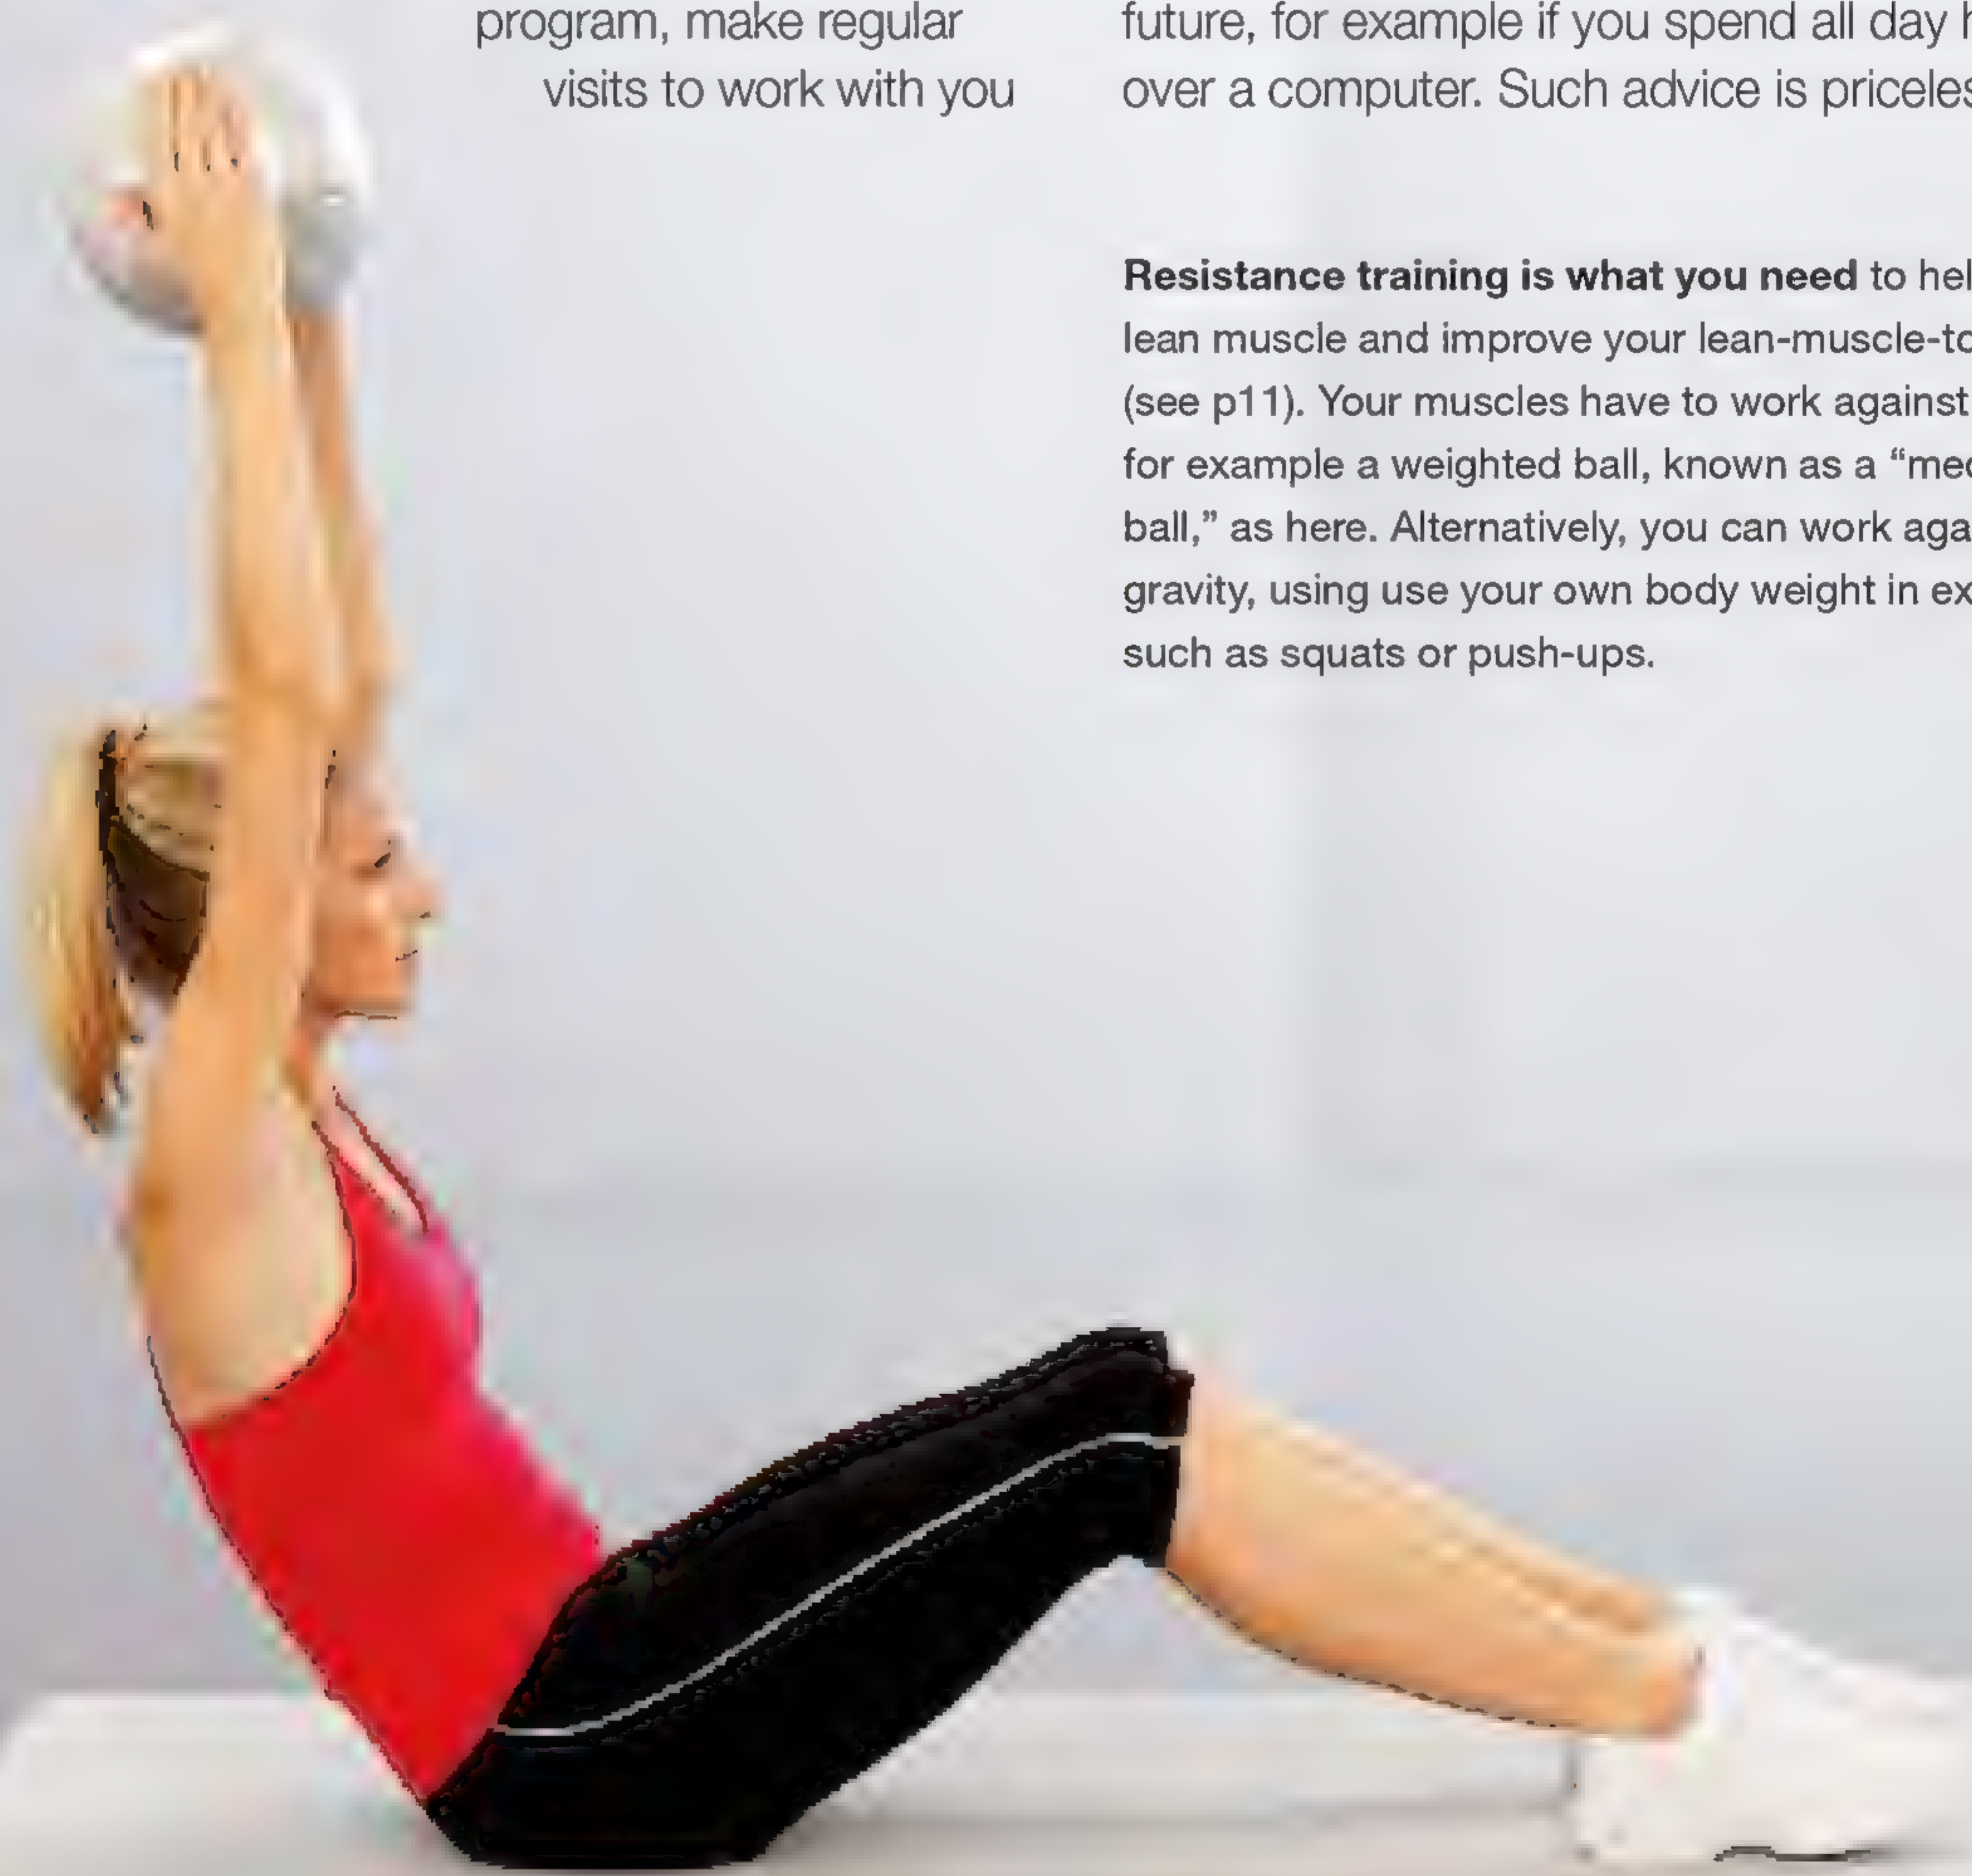 program, make regular
visits to work with you
future, for example if you spend all day
over a computer. Such advice is
Resistance training is what you need to
lean muscle and improve your
(see p11). Your muscles have to work against
for example a weighted ball, known as a
ball,” as here. Alternatively, you can work
gravity, using use your own body weight in
such as squats or push-ups.